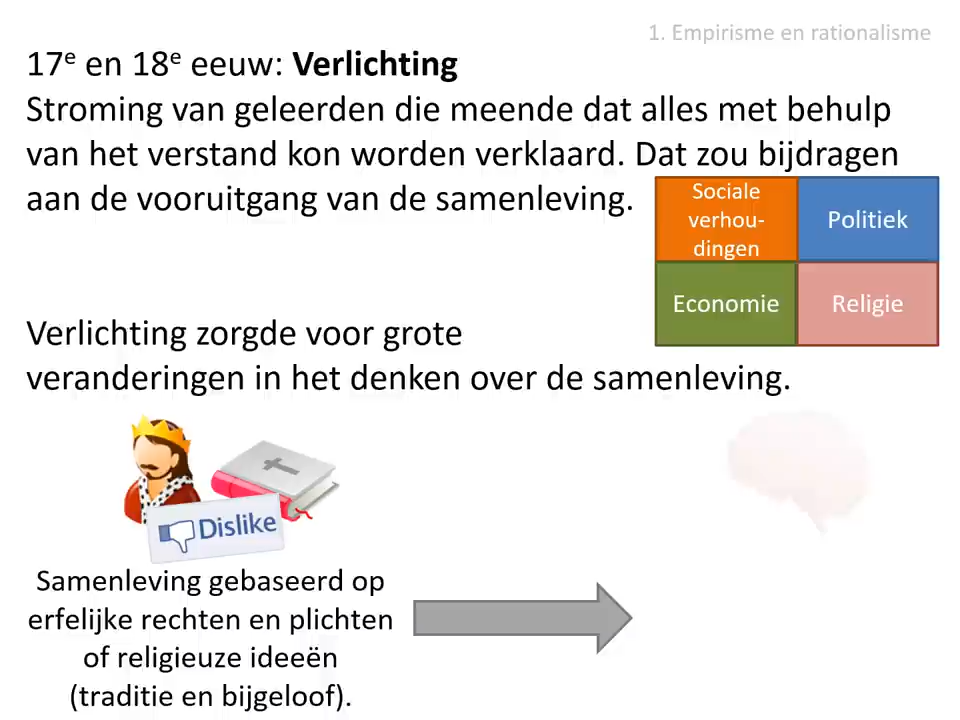 1. Empirisme en rationalisme
17e en 18e eeuw: Verlichting
Stroming van geleerden die meende dat alles met behulp
van het verstand kon worden verklaard. Dat zou bijdragen
aan de vooruitgang van de samenleving.
Sociale
verhou-
dingen
Politiek
Economie
Religie
Verlichting zorgde voor grote
veranderingen in het denken over de samenleving.
Dislike
Samenleving gebaseerd op
erfelijke rechten en plichten
of religieuze ideeën
(traditie en bijgeloof).